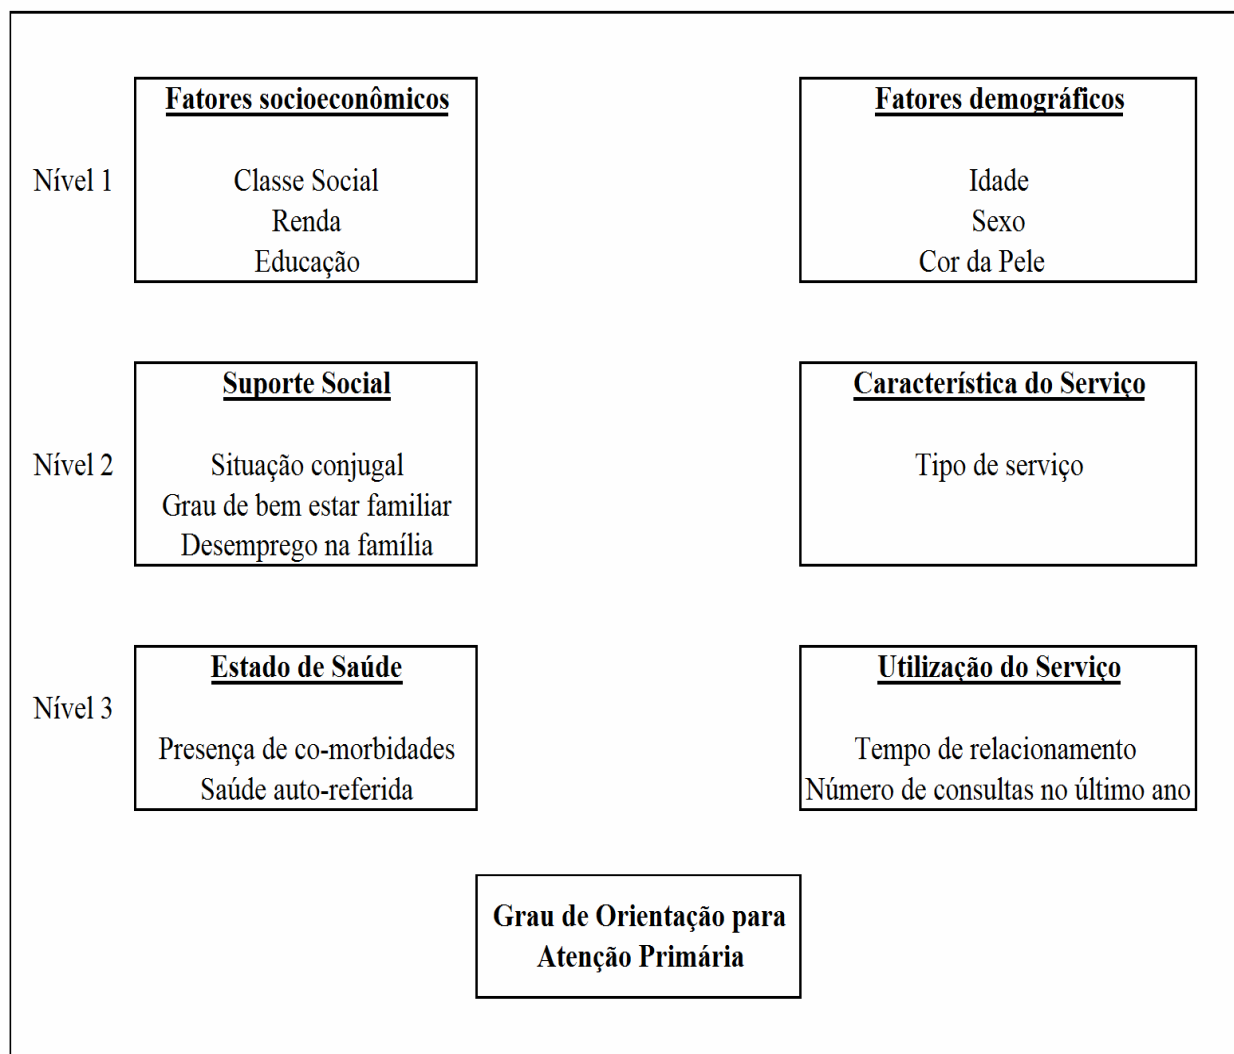 Fatores socioeconômicos
Fatores demográficos
Nível 1
Classe Social
Renda
Educação
Idade
Sexo
Cor da Pele
Suporte Social
Característica do Serviço
Nível 2
Situação conjugal
Grau de bem estar familiar
Desemprego na família
Tipo de serviço
Estado de Saúde
Utilização do Serviço
Nível 3
Presença de co-morbidades
Saúde auto-referida
Tempo de relacionamento
Número de consultas no último ano
Grau de Orientação para
Atenção Primária